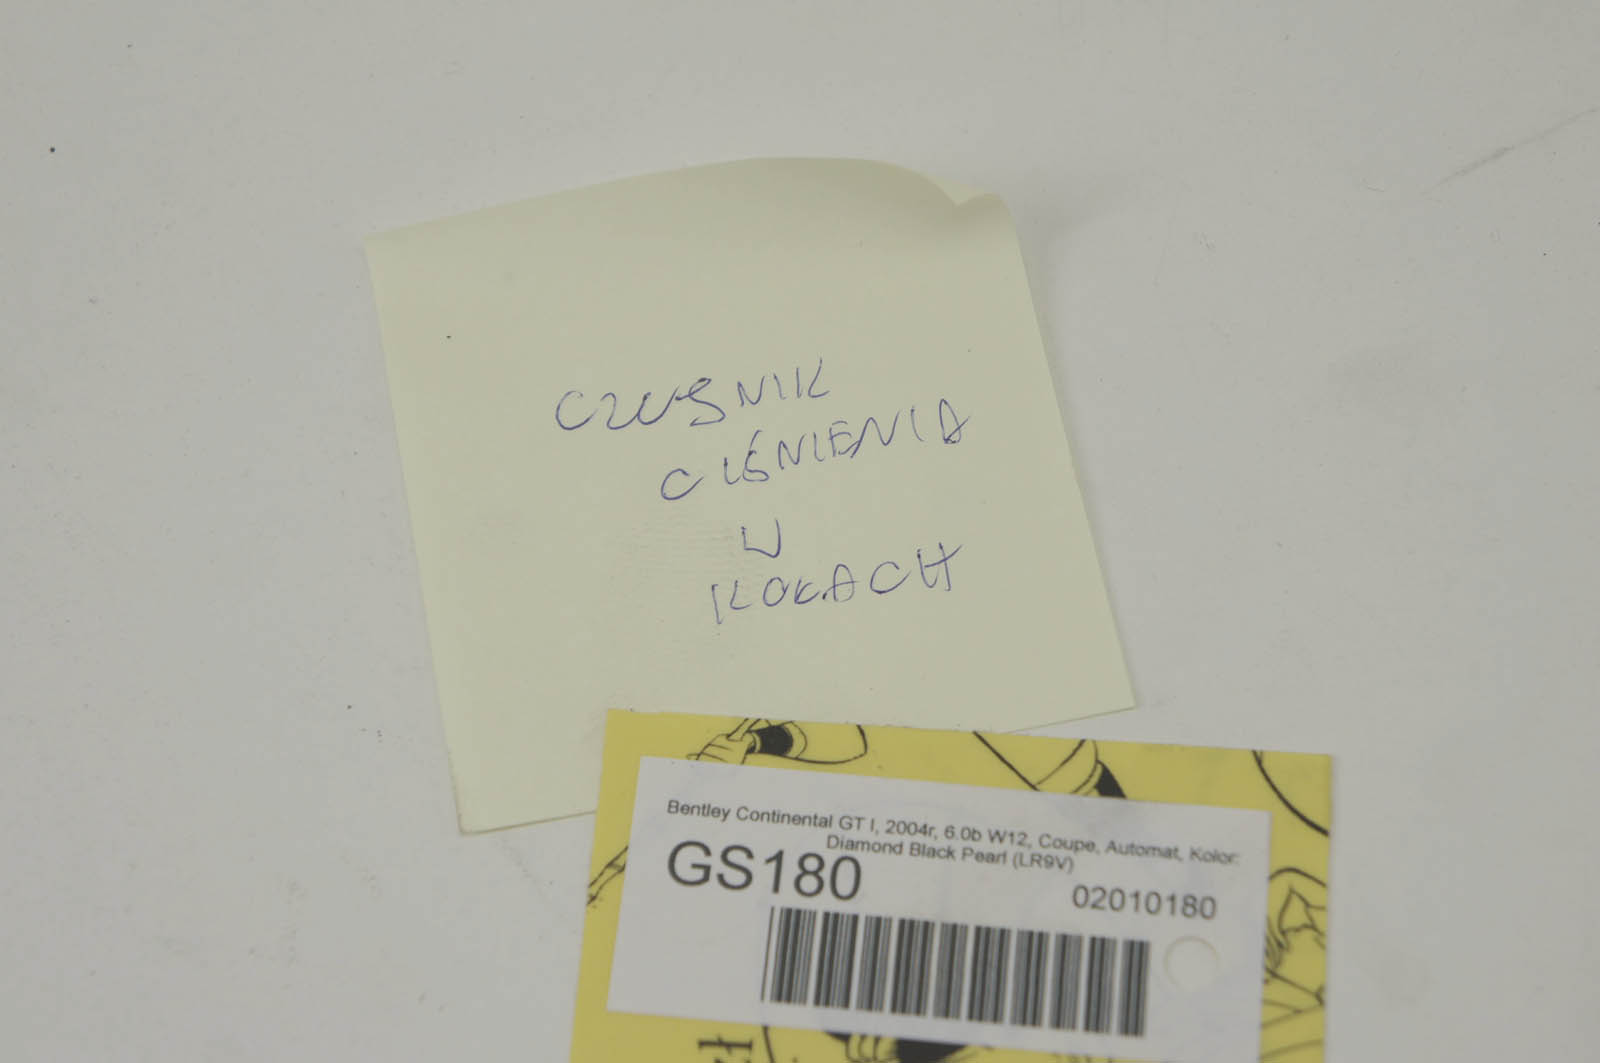 CZUJNIK
CIŚNIENIA
W
KOŁACH
Bentley Continental GT I, 2004r, 6.0b W12, Coupe, Automat, Kolor:
Diamond Black Pearl (LR9V)
GS180
02010180